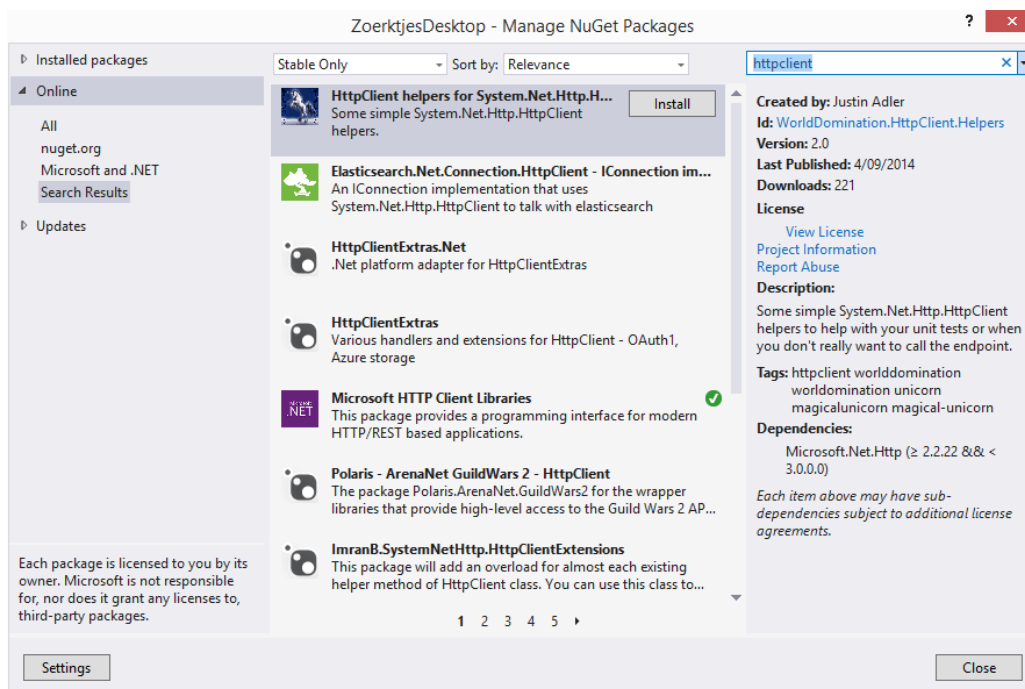 ZoerktjesDesktop - Manage NuGet Packages
?
Installed packages
Online
All
nuget.org
Microsoft and .NET
Search Results
Updates
Each package is licensed to you by its
owner. Microsoft is not responsible
for, nor does it grant any licenses to,
third-party packages.
Stable Only
Sort by: Relevance
HttpClient helpers for System.Net.Http.H...
Some simple System.Net.Http.HttpClient
helpers.
Install
Elasticsearch.Net.Connection.HttpClient - IConnection im...
An IConnection implementation that uses
System.Net.Http.HttpClient to talk with elasticsearch
HttpClientExtras.Net
.Net platform adapter for HttpClientExtras
HttpClientExtras
Various handlers and extensions for HttpClient - OAuth1,
Azure storage
.NET
Microsoft HTTP Client Libraries
This package provides a programming interface for modern
HTTP/REST based applications.
Polaris - ArenaNet GuildWars 2 - HttpClient
The package Polaris.ArenaNet.GuildWars2 for the wrapper
libraries that provide high-level access to the Guild Wars 2 AP...
ImranB.SystemNetHttp.HttpClientExtensions
This package will add an overload for almost each existing
helper method of HttpClient class. You can use this class to...
1 2 3 4 5
httpclient
Created by: Justin Adler
Id: WorldDomination.HttpClient.Helpers
Version: 2.0
Last Published: 4/09/2014
Downloads: 221
License
View License
Project Information
Report Abuse
Description:
Some simple System.Net.Http.HttpClient
helpers to help with your unit tests or when
you don't really want to call the endpoint.
Tags: httpclient worlddomination
worldomination unicorn
magicalunicorn magical-unicorn
Dependencies:
Microsoft.Net.Http (≥ 2.2.22 && <
3.0.0.0)
Each item above may have sub-
dependencies subject to additional license
agreements.
Settings
Close